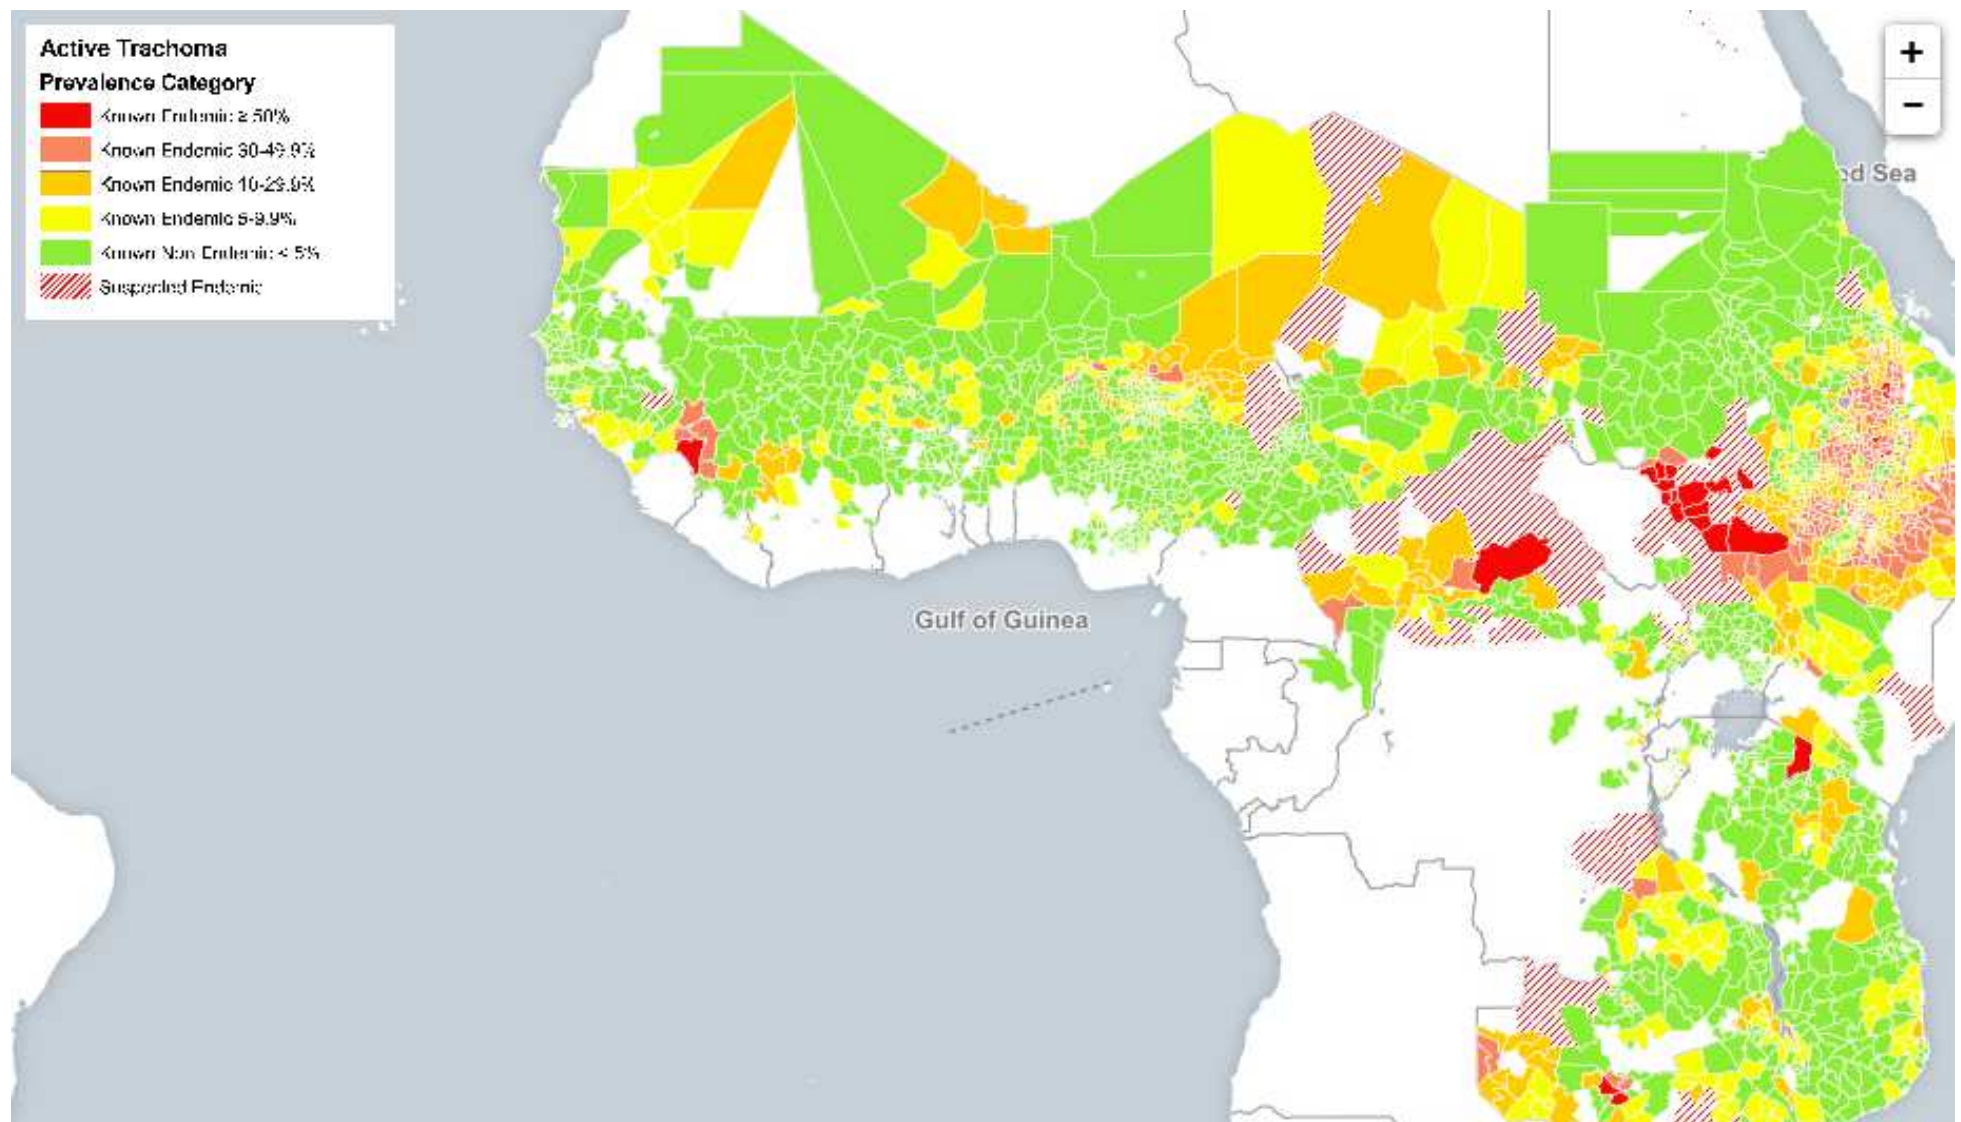 Active Trachoma
Prevalence Category
Known Endemic ≥ 50%
Known Endemic 30-49.9%
Known Endemic 10-29.9%
Known Endemic 5-9.9%
Known Non-Endemic < 5%
Suspected Endemic
+
−
Sea
Gulf of Guinea